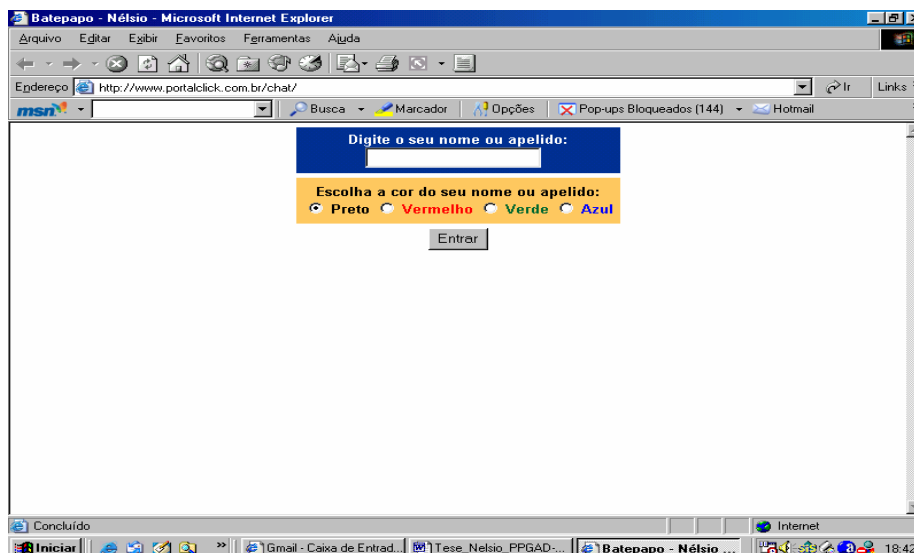 Batepapo - Nélsio - Microsoft Internet Explorer
Arquivo Editar Exibir Favoritos Ferramentas Ajuda
Endereço http://www.portalclick.com.br/chat/ Ir Links
msn Busca Marcador Opções Pop-ups Bloqueados (144) Hotmail
Digite o seu nome ou apelido:
Escolha a cor do seu nome ou apelido:
Preto Vermelho Verde Azul
Entrar
Concluído Internet
Iniciar » Gmail - Caixa de Entrad... Tese_Nelsio_PPGAD-... Batepapo - Nélsio ... 18:42